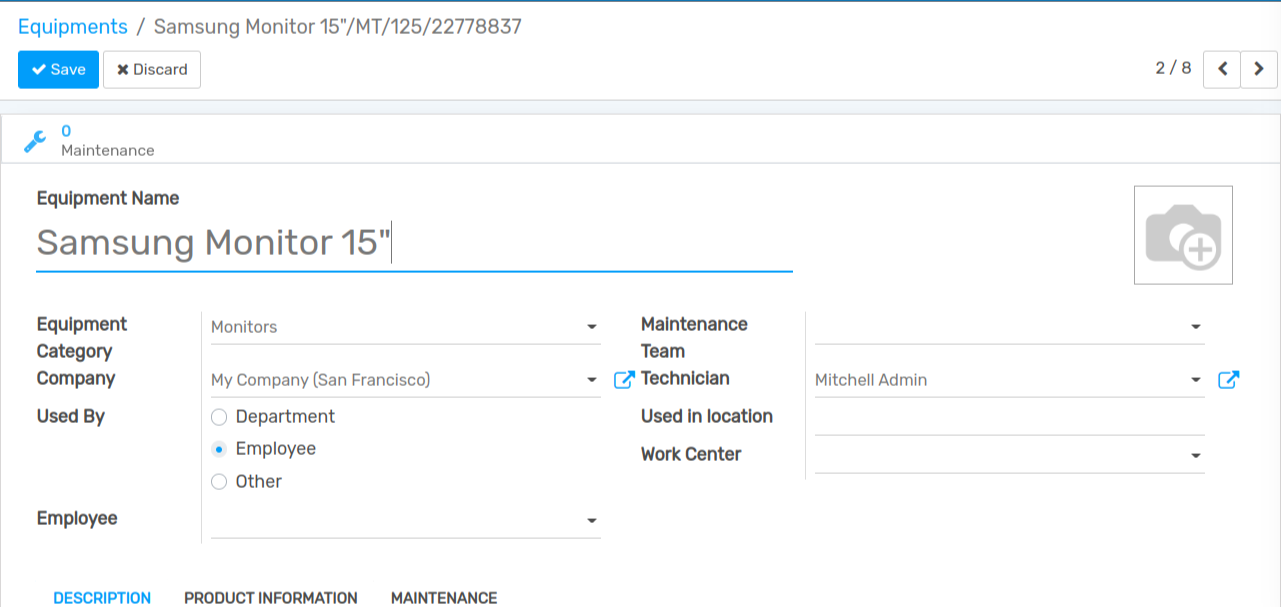 Equipments / Samsung Monitor 15"/MT/125/22778837
Save Discard
2 / 8
0
Maintenance
Equipment Name
Samsung Monitor 15"
Equipment Category
Monitors
Company
My Company (San Francisco)
Used By
Department
Employee
Other
Employee
Maintenance Team
Technician
Mitchell Admin
Used in location
Work Center
DESCRIPTION PRODUCT INFORMATION MAINTENANCE